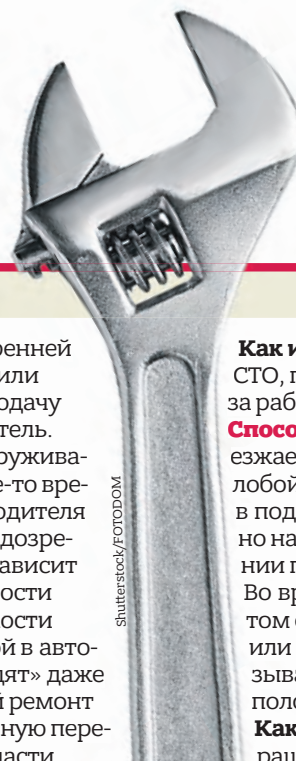 ренней
или
одачу
тель.
ружива-
е-то вре-
одителя
дозре-
ависит
ости
ости
й в авто-
дят» даже
й ремонт
ную пере-
асти
Shutterstock/FOTODOM
Как и
СТО, п
за раб
Спосо
езжае
лобой
в под
но на
нии п
Во вр
том
или
зыва
поло
Как
раш